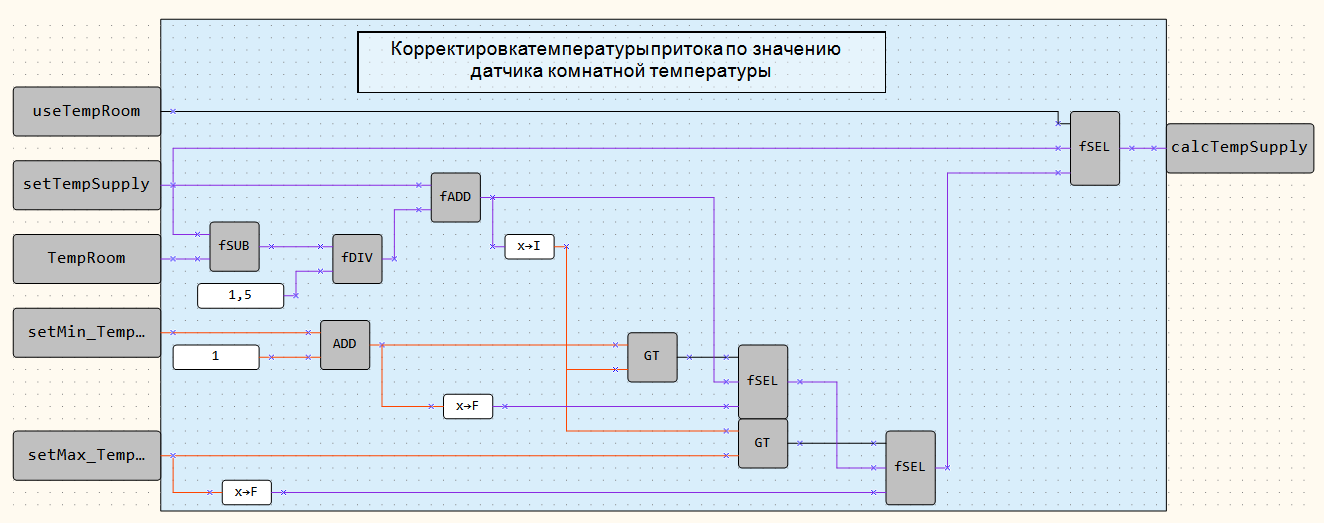 Корректировкатемпературыпритока по значению
датчика комнатной температуры
useTempRoom
fSEL
calcTempSupply
setTempSupply
fADD
TempRoom
fSUB
fDIV
x→I
1,5
setMin_Temp…
ADD
1
GT
fSEL
x→F
setMax_Temp…
GT
fSEL
x→F